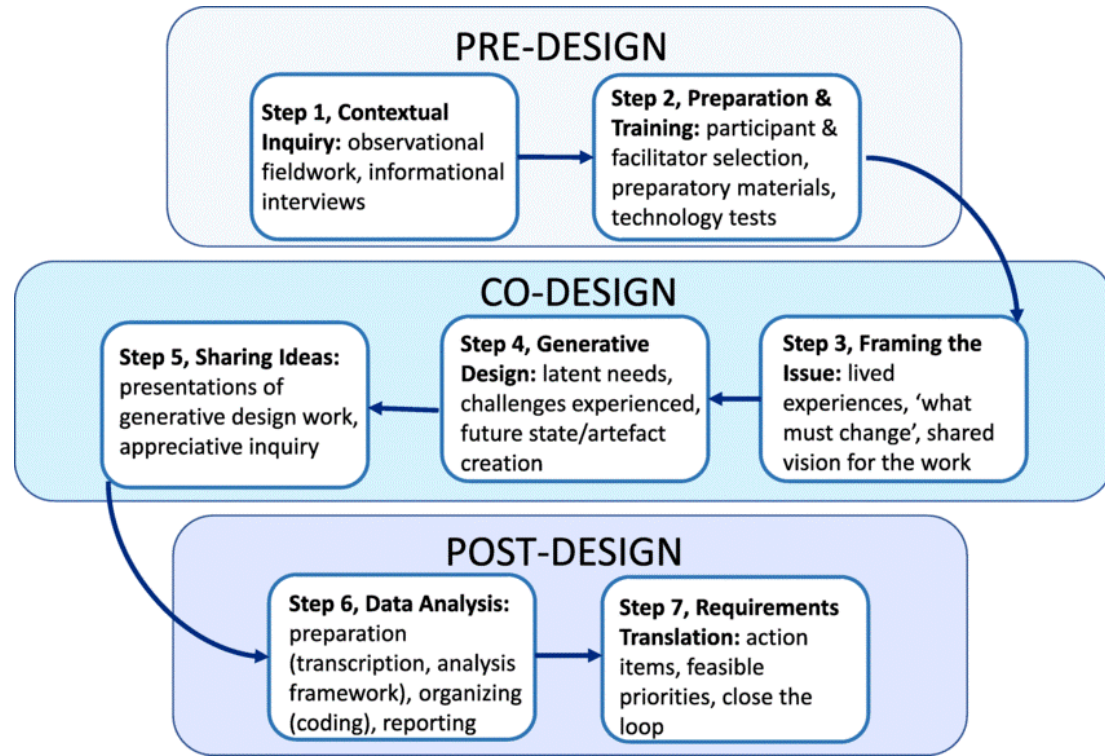 PRE-DESIGN
Step 1, Contextual
Inquiry: observational
fieldwork, informational
interviews
Step 2, Preparation &
Training: participant &
facilitator selection,
preparatory materials,
technology tests
CO-DESIGN
Step 3, Framing the
Issue: lived
experiences, ‘what
must change’, shared
vision for the work
Step 4, Generative
Design: latent needs,
challenges experienced,
future state/artefact
creation
Step 5, Sharing Ideas:
presentations of
generative design work,
appreciative inquiry
POST-DESIGN
Step 6, Data Analysis:
preparation
(transcription, analysis
framework), organizing
(coding), reporting
Step 7, Requirements
Translation: action
items, feasible
priorities, close the
loop